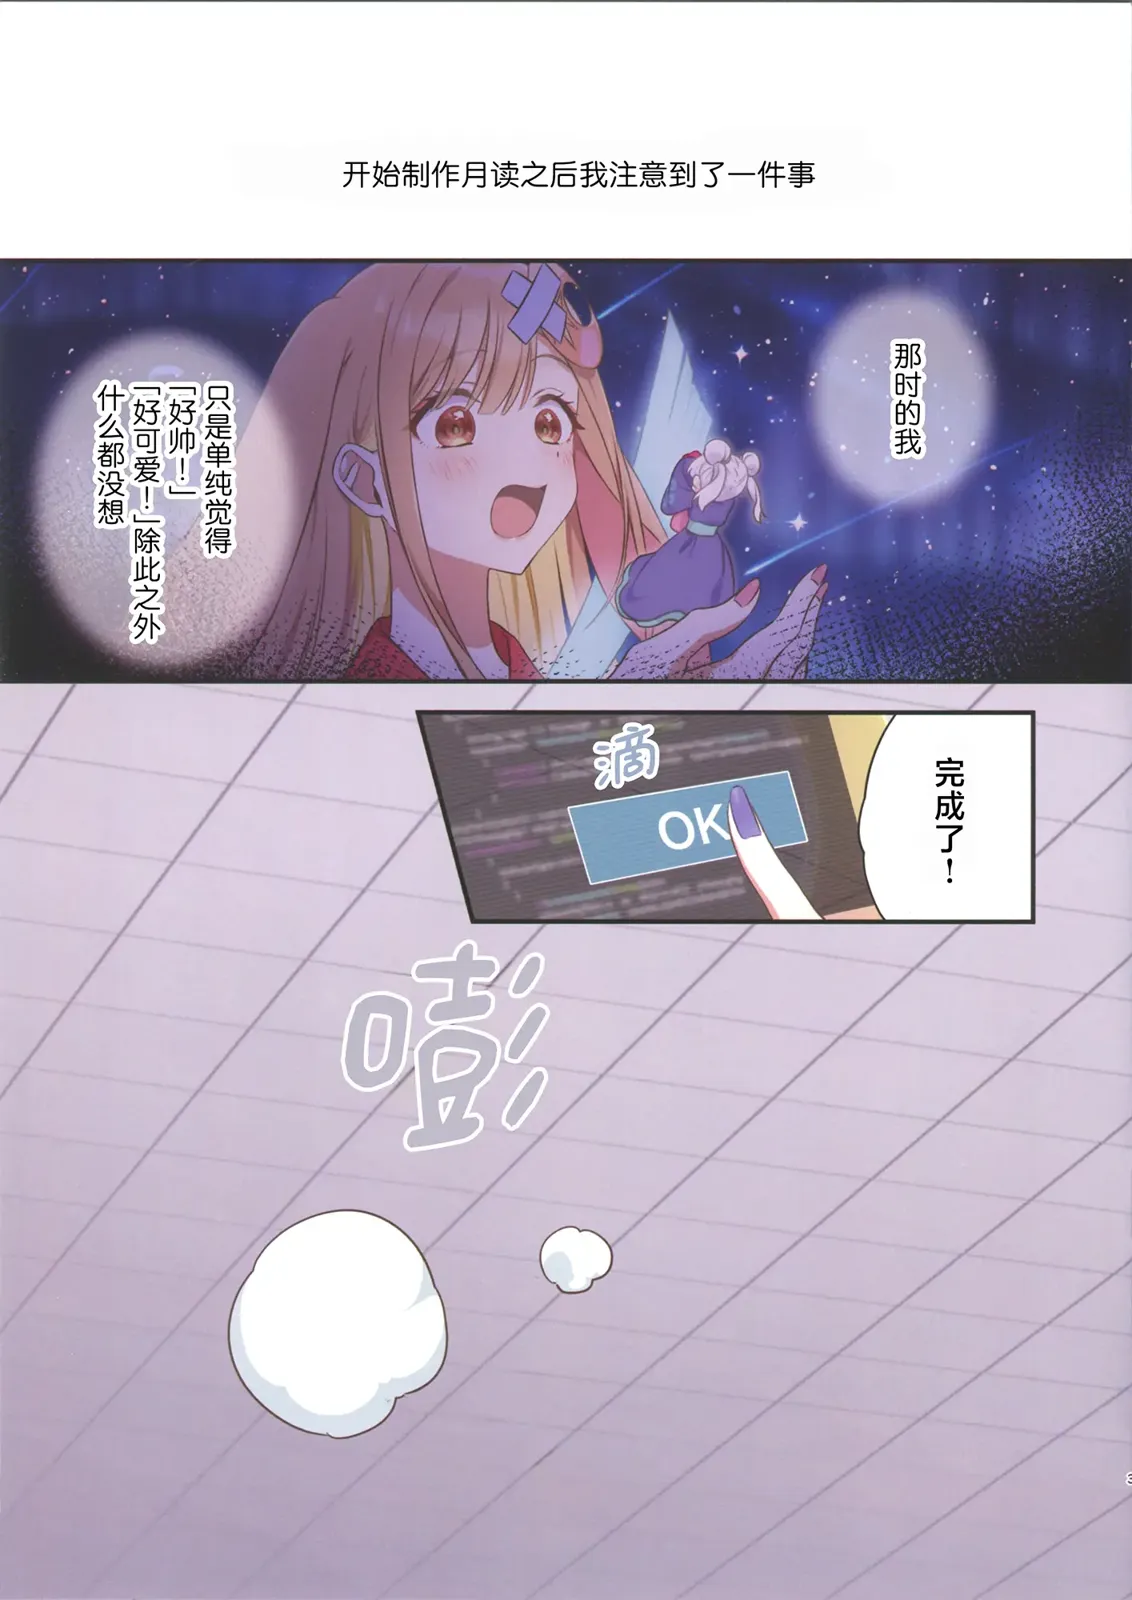 开始制作月读之后我注意到了一件事
那时的我
只是单纯觉得
「好帅！」
「好可爱！」除此之外
什么都没想
完成了！
滴
OK
嘭
3